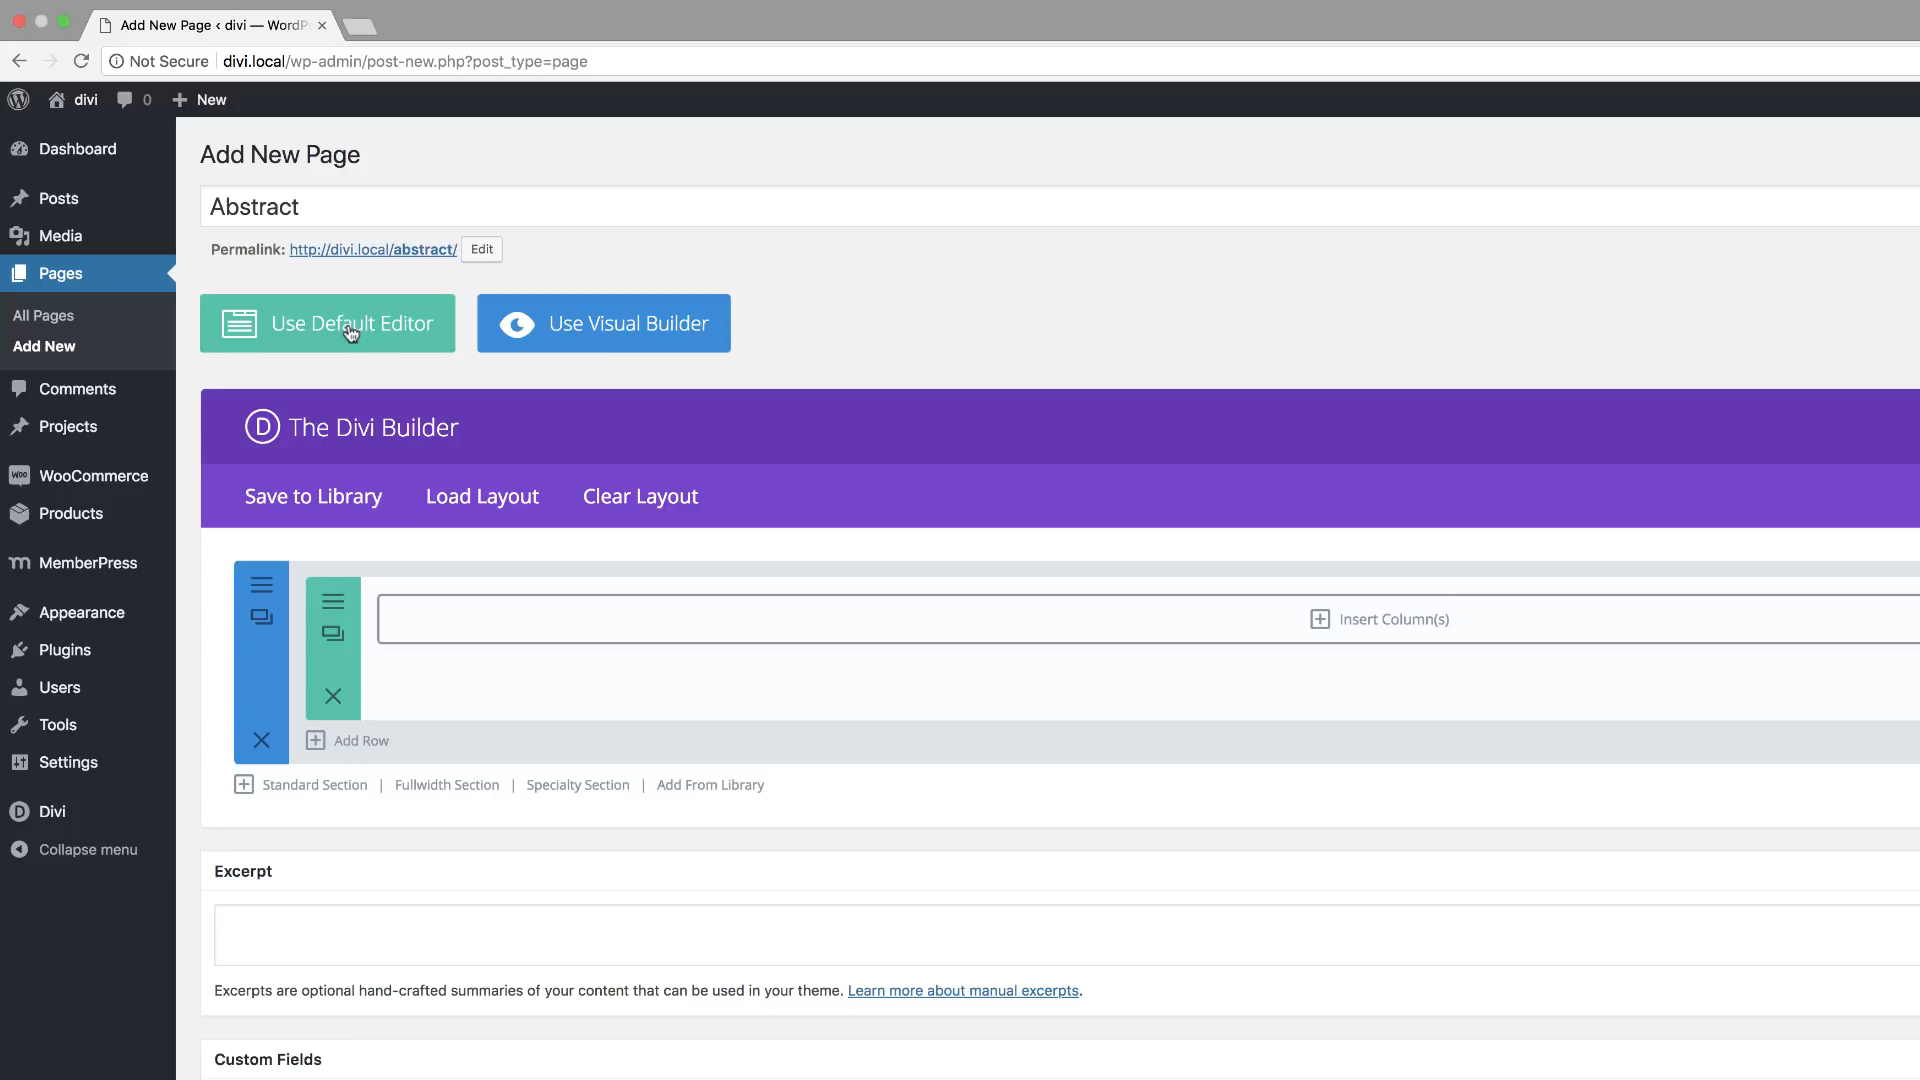 Add New Page ‹ divi — WordP
Not Secure divi.local/wp-admin/post-new.php?post_type=page
divi 0 New
Dashboard
Posts
Media
Pages
All Pages
Add New
Comments
Projects
WooCommerce
Products
MemberPress
Appearance
Plugins
Users
Tools
Settings
Divi
Collapse menu
Add New Page
Abstract
Permalink: http://divi.local/abstract/ Edit
Use Default Editor Use Visual Builder
D The Divi Builder
Save to Library Load Layout Clear Layout
Insert Column(s)
Add Row
Standard Section | Fullwidth Section | Specialty Section | Add From Library
Excerpt
Excerpts are optional hand-crafted summaries of your content that can be used in your theme. Learn more about manual excerpts.
Custom Fields